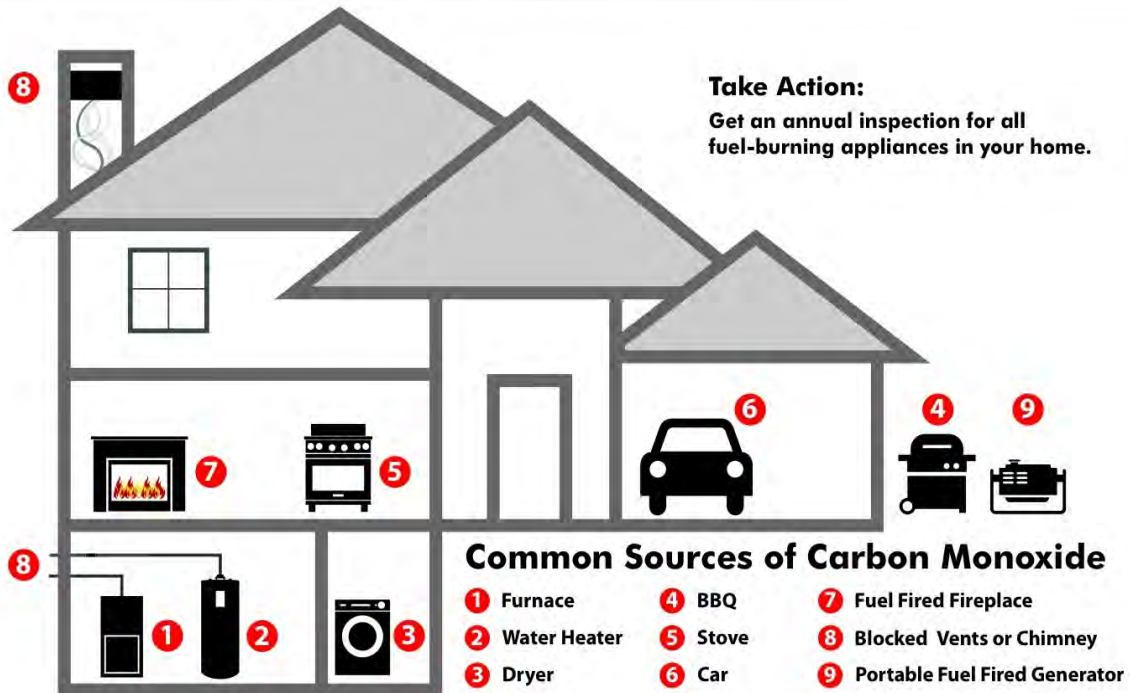 8
Take Action:
Get an annual inspection for all
fuel-burning appliances in your home.
6
4
9
7
5
8
1
2
3
Common Sources of Carbon Monoxide
1 Furnace
2 Water Heater
3 Dryer
4 BBQ
5 Stove
6 Car
7 Fuel Fired Fireplace
8 Blocked Vents or Chimney
9 Portable Fuel Fired Generator